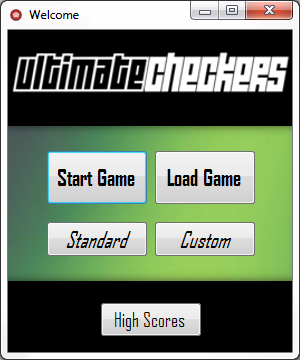 Welcome
ultimatecheckers
Start Game Load Game
Standard Custom
High Scores